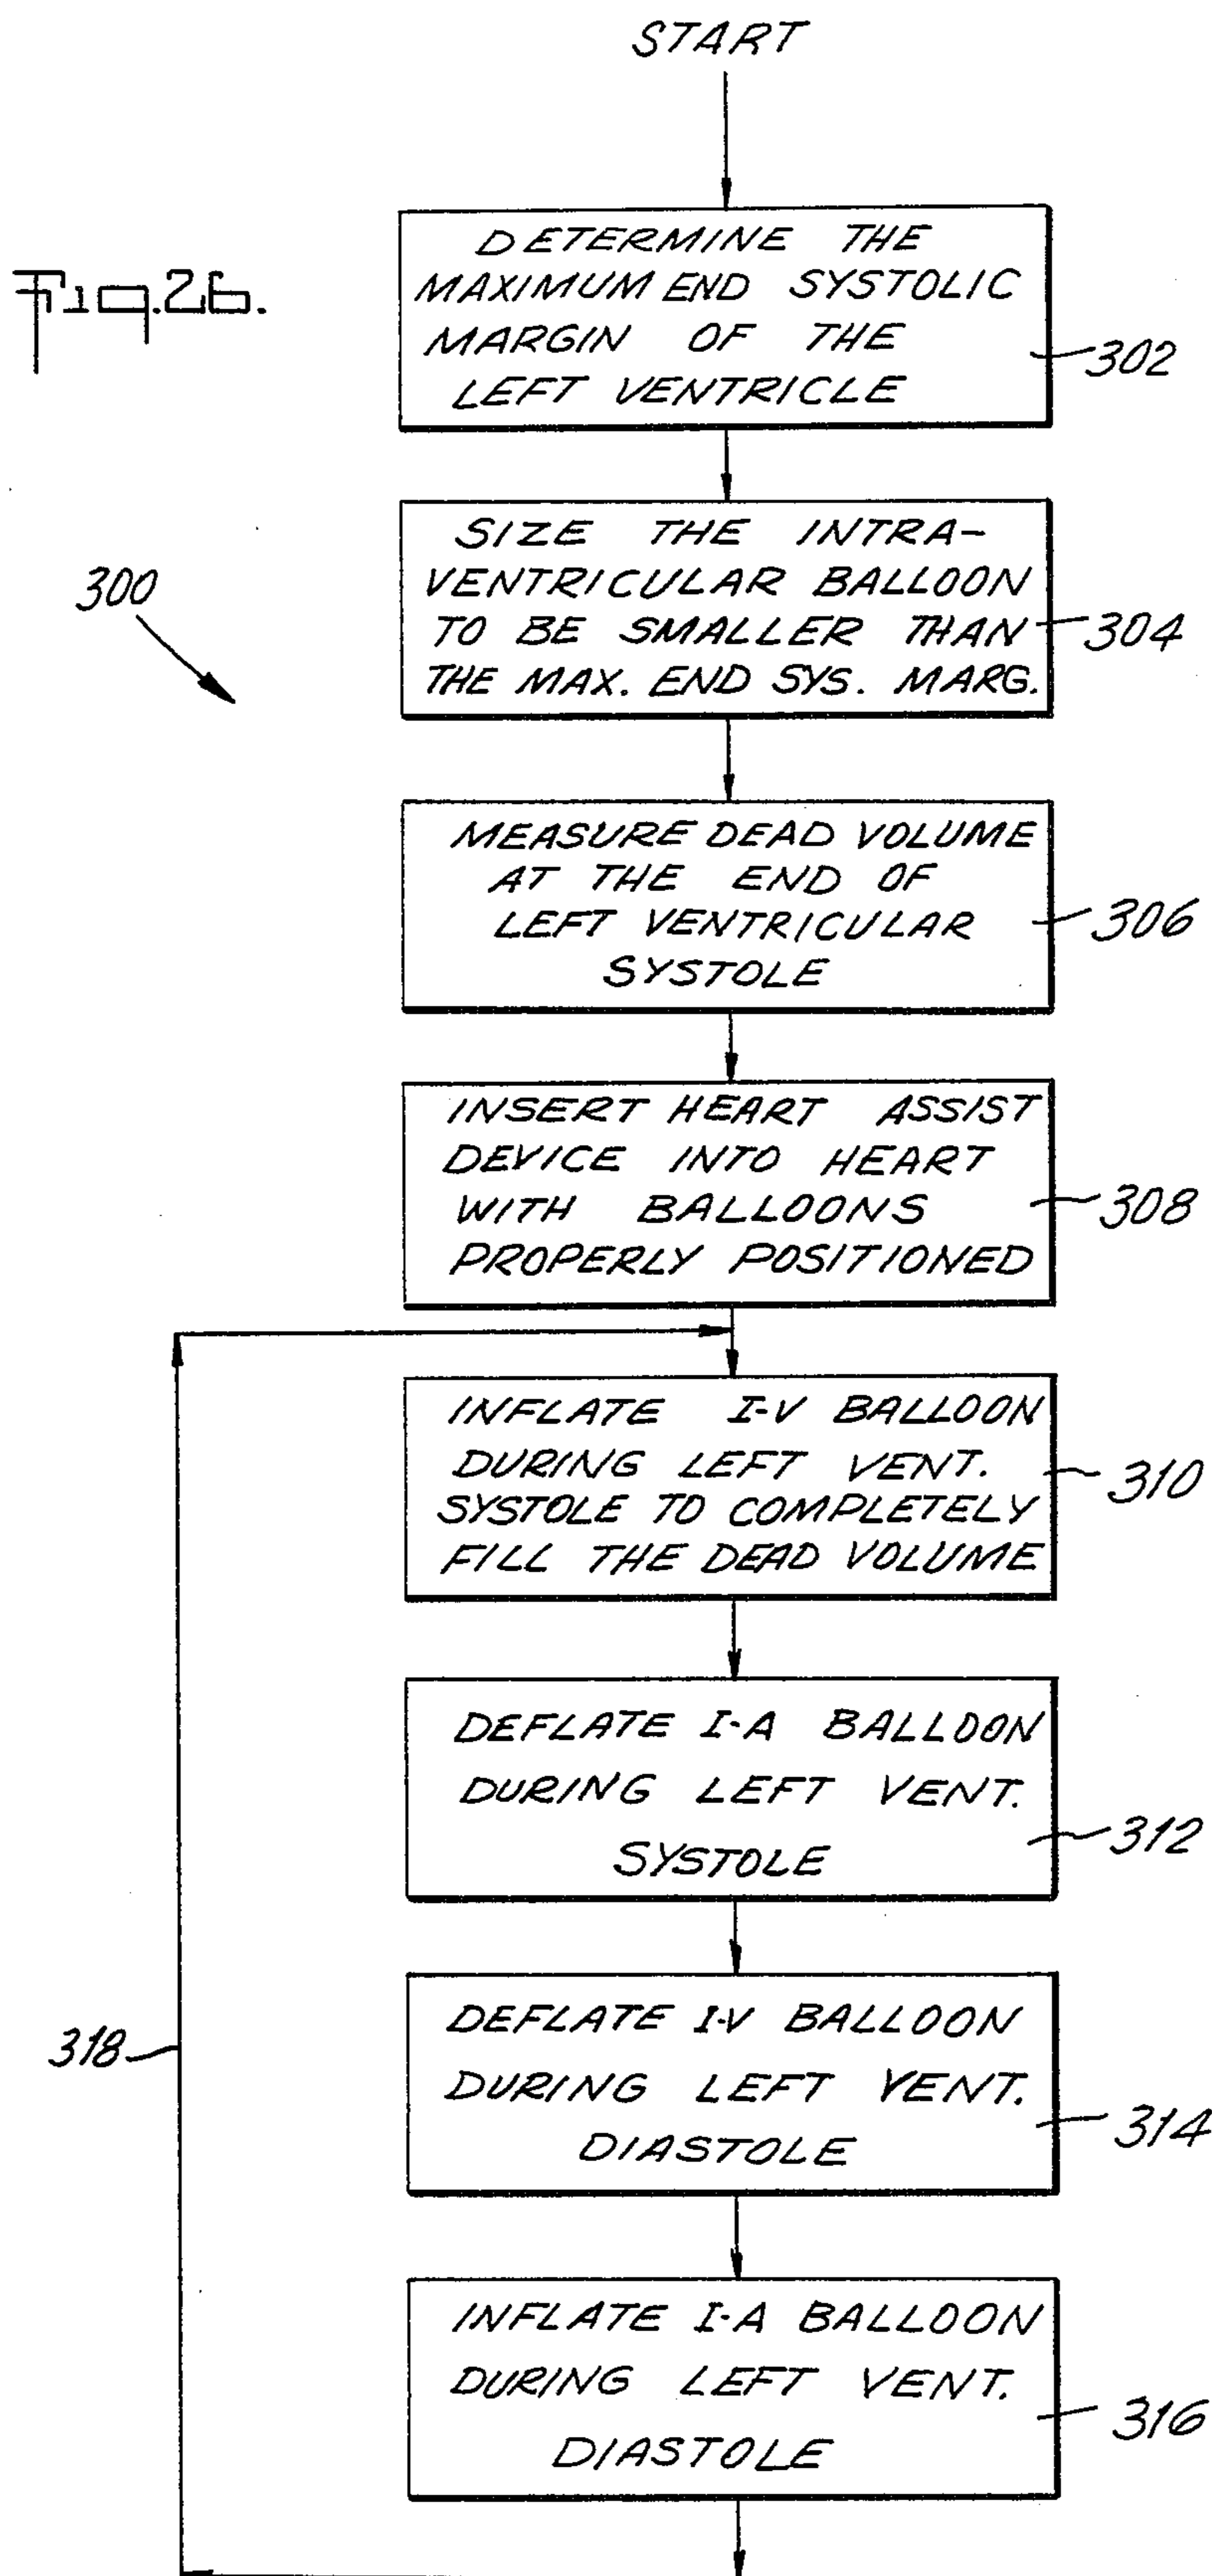 START
Fig.26.
DETERMINE THE
MAXIMUM END SYSTOLIC
MARGIN OF THE
LEFT VENTRICLE
302
300
SIZE THE INTRA-
VENTRICULAR BALLOON
TO BE SMALLER THAN
THE MAX. END SYS. MARG.
304
MEASURE DEAD VOLUME
AT THE END OF
LEFT VENTRICULAR
SYSTOLE
306
INSERT HEART ASSIST
DEVICE INTO HEART
WITH BALLOONS
PROPERLY POSITIONED
308
INFLATE I-V BALLOON
DURING LEFT VENT.
SYSTOLE TO COMPLETELY
FILL THE DEAD VOLUME
310
DEFLATE I-A BALLOON
DURING LEFT VENT.
SYSTOLE
312
318
DEFLATE I-V BALLOON
DURING LEFT VENT.
DIASTOLE
314
INFLATE I-A BALLOON
DURING LEFT VENT.
DIASTOLE
316